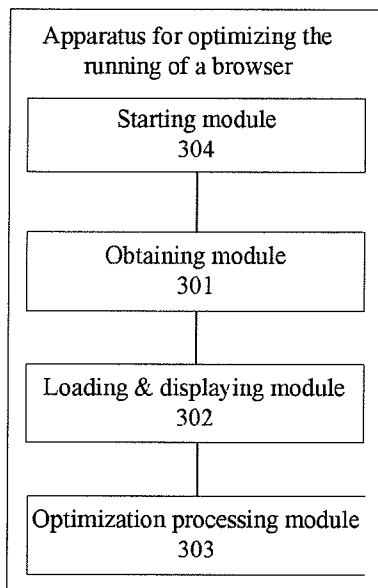 Apparatus for optimizing the
running of a browser
Starting module
304
Obtaining module
301
Loading & displaying module
302
Optimization processing module
303